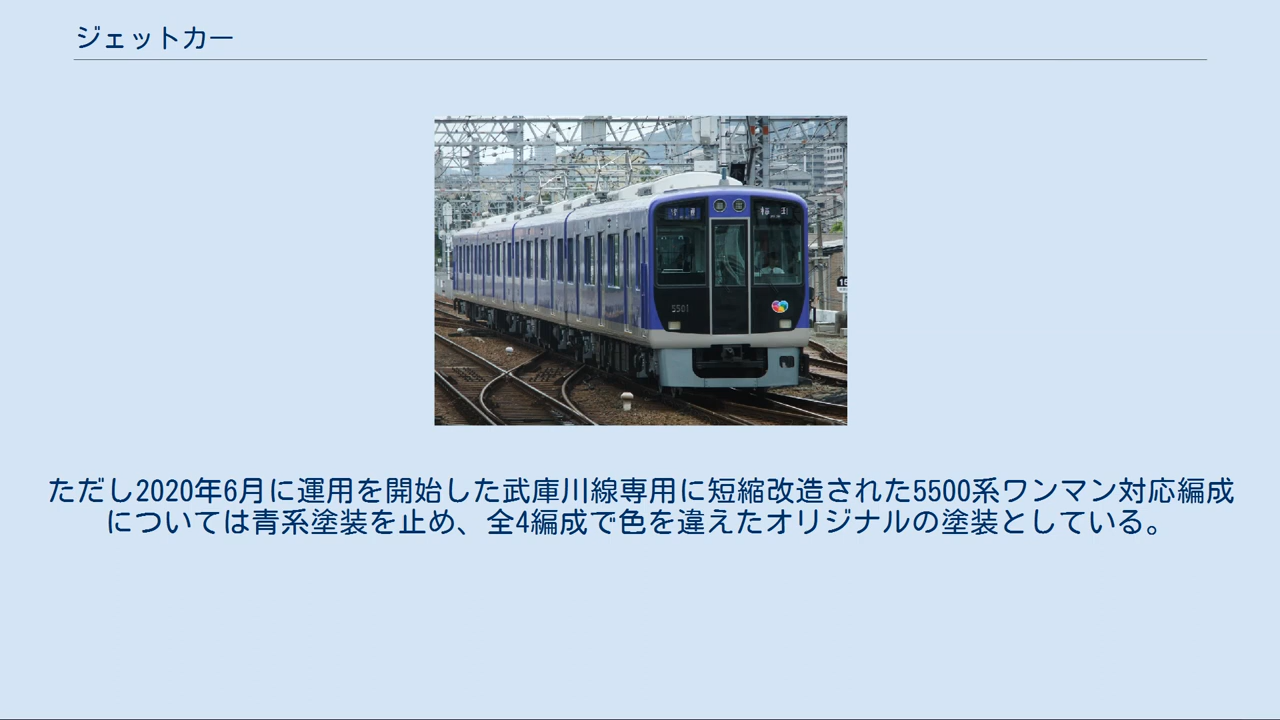 ジェットカー
5501
ただし2020年6月に運用を開始した武庫川線専用に短縮改造された5500系ワンマン対応編成
については青系塗装を止め、全4編成で色を違えたオリジナルの塗装としている。